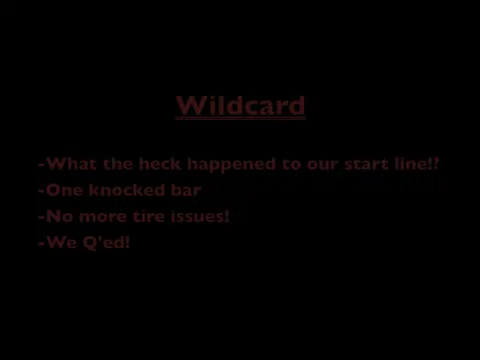 Wildcard
-What the heck happened to our start line!?
-One knocked bar
-No more tire issues!
-We Q'ed!